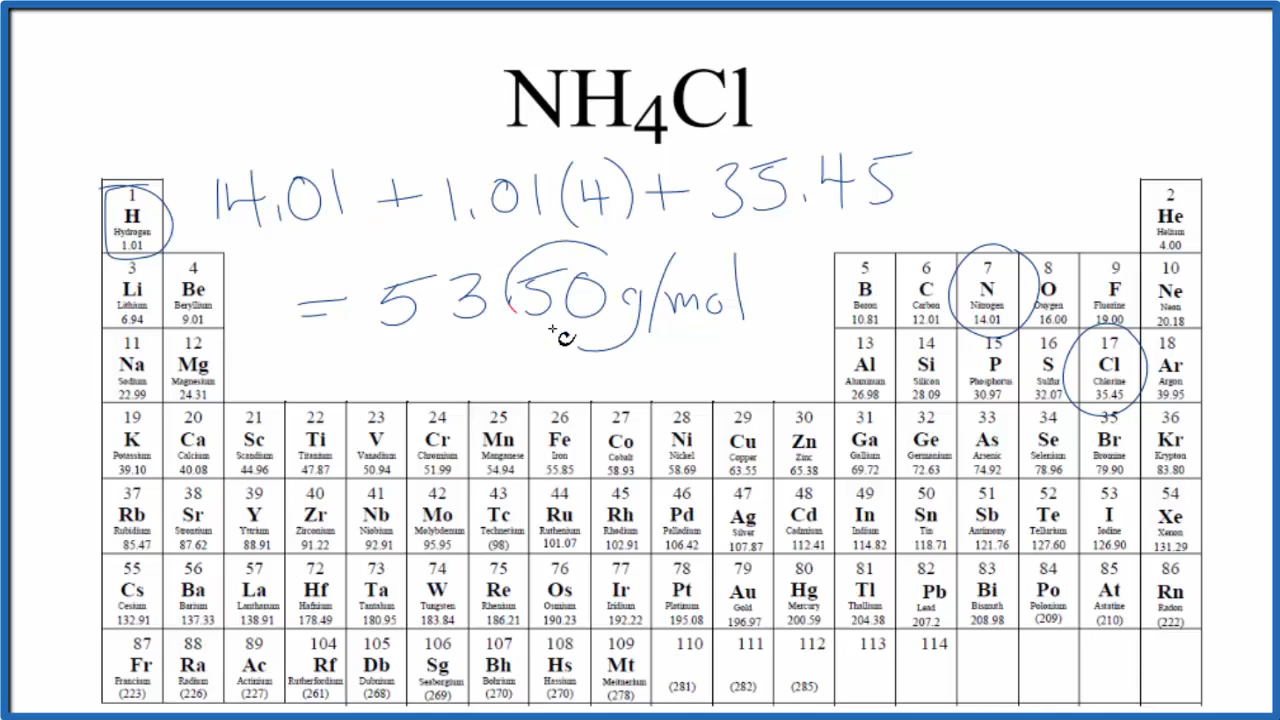 NH₄Cl
14.01 + 1.01(4) + 35.45
= 53.50 g/mol
1 2
H He
Hydrogen Helium
1.01 4.00
3 4 5 6 7 8 9 10
Li Be B C N O F Ne
Lithium Beryllium Boron Carbon Nitrogen Oxygen Fluorine Neon
6.94 9.01 10.81 12.01 14.01 16.00 19.00 20.18
11 12 13 14 15 16 17 18
Na Mg Al Si P S Cl Ar
Sodium Magnesium Aluminum Silicon Phosphorus Sulfur Chlorine Argon
22.99 24.31 26.98 28.09 30.97 32.07 35.45 39.95
19 20 21 22 23 24 25 26 27 28 29 30 31 32 33 34 35 36
K Ca Sc Ti V Cr Mn Fe Co Ni Cu Zn Ga Ge As Se Br Kr
Potassium Calcium Scandium Titanium Vanadium Chromium Manganese Iron Cobalt Nickel Copper Zinc Gallium Germanium Arsenic Selenium Bromine Krypton
39.10 40.08 44.96 47.87 50.94 51.99 54.94 55.85 58.93 58.69 63.55 65.38 69.72 72.63 74.92 78.96 79.90 83.80
37 38 39 40 41 42 43 44 45 46 47 48 49 50 51 52 53 54
Rb Sr Y Zr Nb Mo Tc Ru Rh Pd Ag Cd In Sn Sb Te I Xe
Rubidium Strontium Yttrium Zirconium Niobium Molybdenum Technetium Ruthenium Rhodium Palladium Silver Cadmium Indium Tin Antimony Tellurium Iodine Xenon
85.47 87.62 88.91 91.22 92.91 95.95 (98) 101.07 102.91 106.42 107.87 112.41 114.82 118.71 121.76 127.60 126.90 131.29
55 56 57 72 73 74 75 76 77 78 79 80 81 82 83 84 85 86
Cs Ba La Hf Ta W Re Os Ir Pt Au Hg Tl Pb Bi Po At Rn
Cesium Barium Lanthanum Hafnium Tantalum Tungsten Rhenium Osmium Iridium Platinum Gold Mercury Thallium Lead Bismuth Polonium Astatine Radon
132.91 137.33 138.91 178.49 180.95 183.84 186.21 190.23 192.22 195.08 196.97 200.59 204.38 207.2 208.98 (209) (210) (222)
87 88 89 104 105 106 107 108 109 110 111 112 113 114
Fr Ra Ac Rf Db Sg Bh Hs Mt
Francium Radium Actinium Rutherfordium Dubnium Seaborgium Bohrium Hassium Meitnerium
(223) (226) (227) (261) (268) (269) (270) (270) (278) (281) (282) (285)